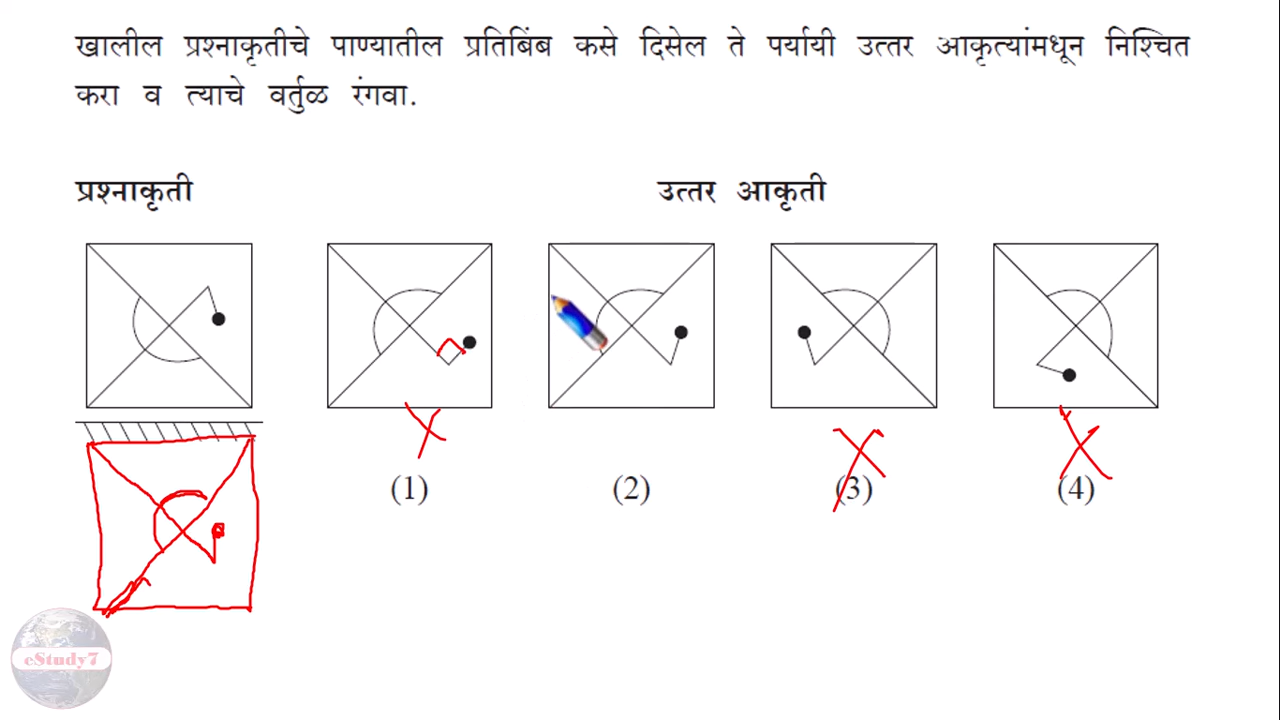 खालील प्रश्नाकृतीचे पाण्यातील प्रतिबिंब कसे दिसेल ते पर्यायी उत्तर आकृत्यांमधून निश्चित
करा व त्याचे वर्तुळ रंगवा.
प्रश्नाकृती उत्तर आकृती
(1) (2) (3) (4)
eStudy7